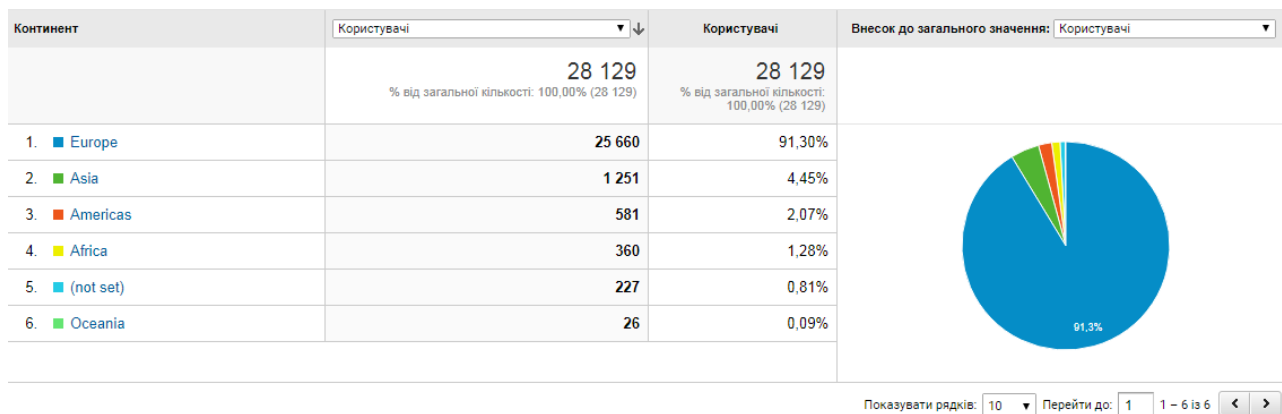 Континент Користувачі Користувачі Внесок до загального значення: Користувачі
28 129 28 129
% від загальної кількості: 100,00% (28 129) % від загальної кількості:
100,00% (28 129)
1. Europe 25 660 91,30%
2. Asia 1 251 4,45%
3. Americas 581 2,07%
4. Africa 360 1,28%
5. (not set) 227 0,81%
6. Oceania 26 0,09%
91,3%
Показувати рядків: 10 Перейти до: 1 1 – 6 із 6